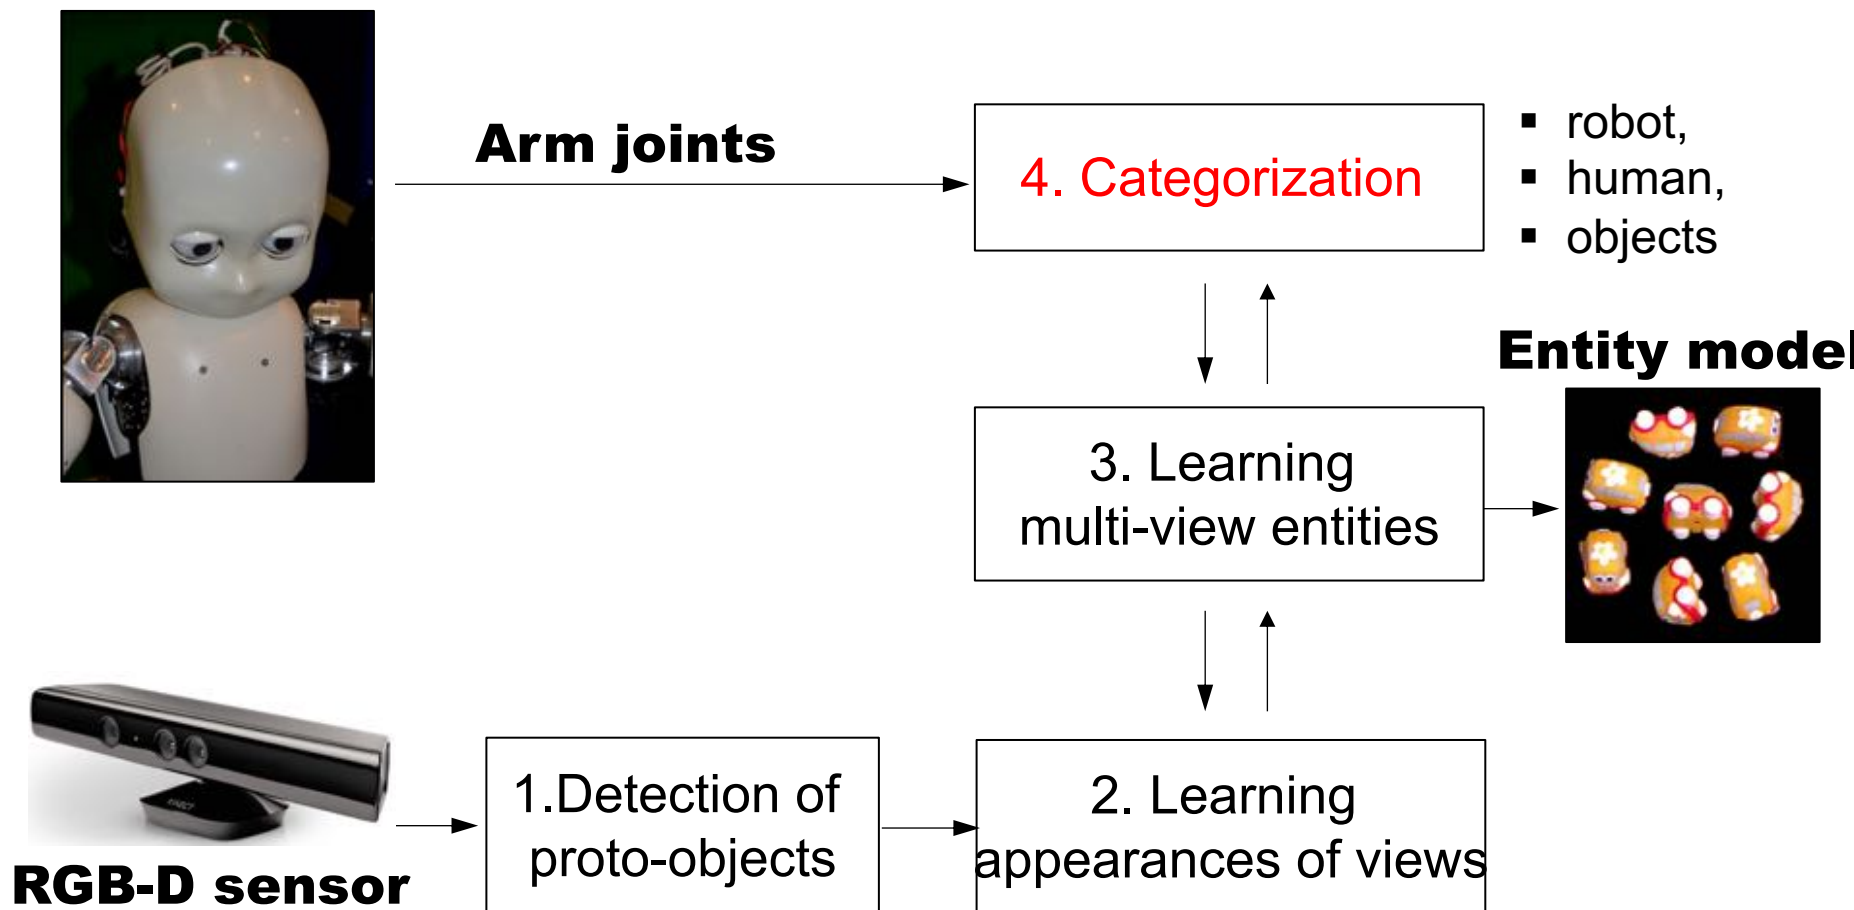 Arm joints
4. Categorization
▪ robot,
▪ human,
▪ objects
Entity model
3. Learning
multi-view entities
1.Detection of
proto-objects
2. Learning
appearances of views
RGB-D sensor